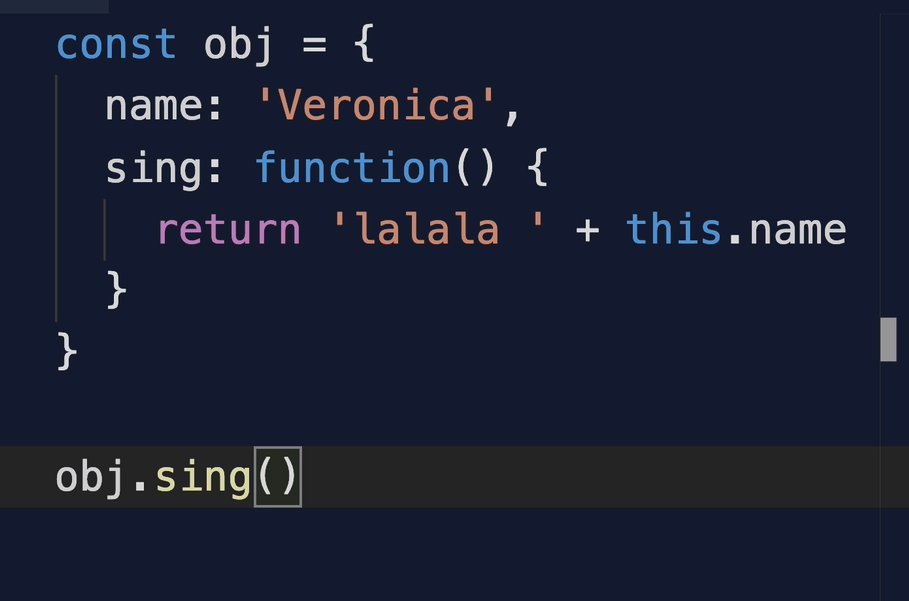 const obj = {
  name: 'Veronica',
  sing: function() {
    return 'lalala ' + this.name
  }
}

obj.sing()